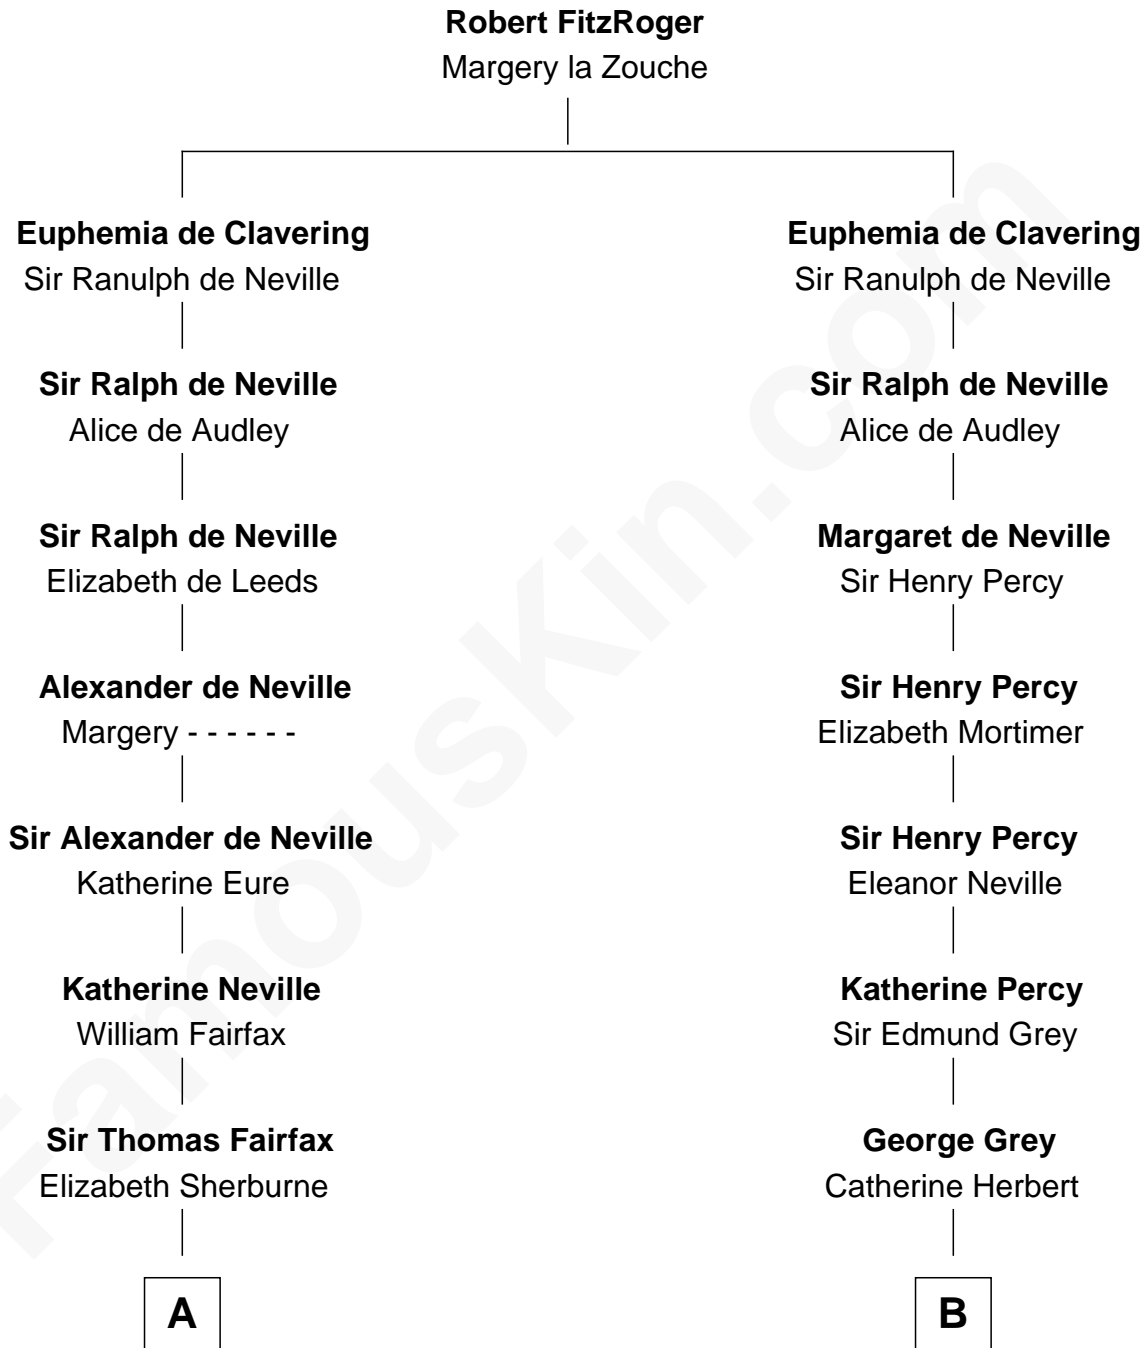 Robert FitzRoger
Margery la Zouche
Euphemia de Clavering
Sir Ranulph de Neville
Sir Ralph de Neville
Alice de Audley
Sir Ralph de Neville
Elizabeth de Leeds
Alexander de Neville
Margery - - - - - -
Sir Alexander de Neville
Katherine Eure
Katherine Neville
William Fairfax
Sir Thomas Fairfax
Elizabeth Sherburne
A
Euphemia de Clavering
Sir Ranulph de Neville
Sir Ralph de Neville
Alice de Audley
Margaret de Neville
Sir Henry Percy
Sir Henry Percy
Elizabeth Mortimer
Sir Henry Percy
Eleanor Neville
Katherine Percy
Sir Edmund Grey
George Grey
Catherine Herbert
B
FamousKin.com